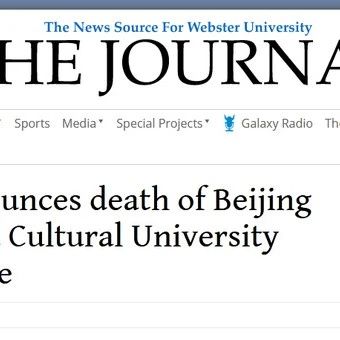 The News Source For Webster University
HE JOURNA
Sports Media Special Projects Galaxy Radio Th
unces death of Beijing
Cultural University
e